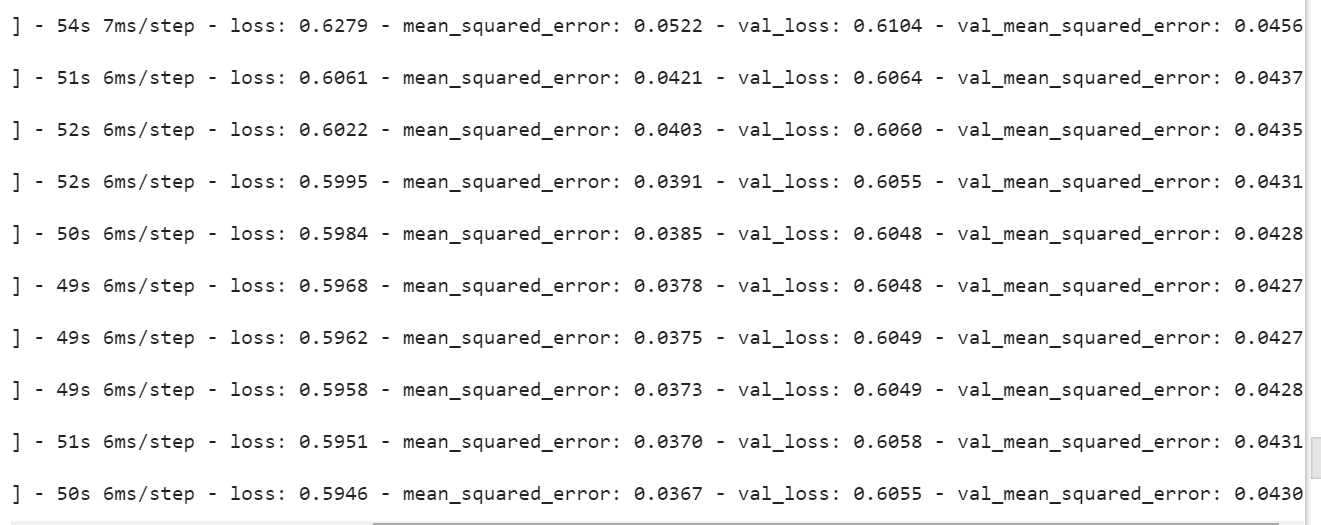 ] - 54s 7ms/step - loss: 0.6279 - mean_squared_error: 0.0522 - val_loss: 0.6104 - val_mean_squared_error: 0.0456
] - 51s 6ms/step - loss: 0.6061 - mean_squared_error: 0.0421 - val_loss: 0.6064 - val_mean_squared_error: 0.0437
] - 52s 6ms/step - loss: 0.6022 - mean_squared_error: 0.0403 - val_loss: 0.6060 - val_mean_squared_error: 0.0435
] - 52s 6ms/step - loss: 0.5995 - mean_squared_error: 0.0391 - val_loss: 0.6055 - val_mean_squared_error: 0.0431
] - 50s 6ms/step - loss: 0.5984 - mean_squared_error: 0.0385 - val_loss: 0.6048 - val_mean_squared_error: 0.0428
] - 49s 6ms/step - loss: 0.5968 - mean_squared_error: 0.0378 - val_loss: 0.6048 - val_mean_squared_error: 0.0427
] - 49s 6ms/step - loss: 0.5962 - mean_squared_error: 0.0375 - val_loss: 0.6049 - val_mean_squared_error: 0.0427
] - 49s 6ms/step - loss: 0.5958 - mean_squared_error: 0.0373 - val_loss: 0.6049 - val_mean_squared_error: 0.0428
] - 51s 6ms/step - loss: 0.5951 - mean_squared_error: 0.0370 - val_loss: 0.6058 - val_mean_squared_error: 0.0431
] - 50s 6ms/step - loss: 0.5946 - mean_squared_error: 0.0367 - val_loss: 0.6055 - val_mean_squared_error: 0.0430